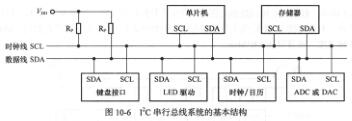 V_DD
单片机
存储器
R_P
R_P
SCL SDA
SCL SDA
时钟线 SCL
数据线 SDA
SDA SCL
SDA SCL
SDA SCL
SDA SCL
键盘接口
LED 驱动
时钟/日历
ADC 或 DAC
图 10-6 I²C 串行总线系统的基本结构